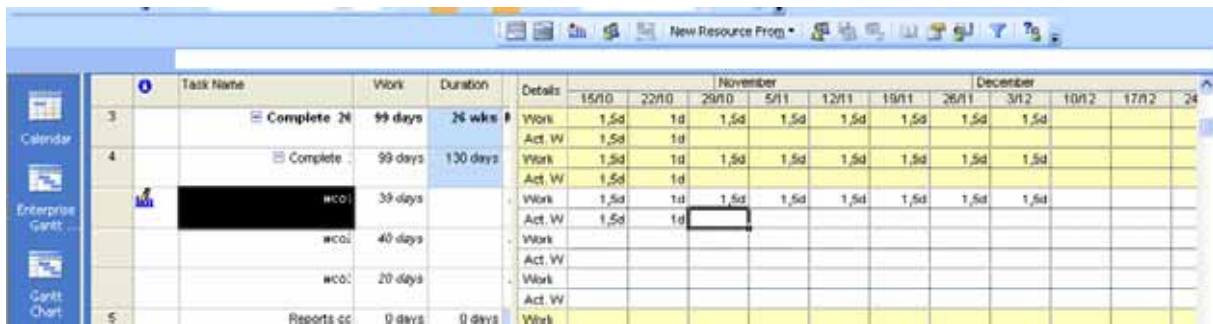 New Resource From
Task Name Work Duration Details November December
15/10 22/10 29/10 5/11 12/11 19/11 26/11 3/12 10/12 17/12 24
3 Complete 26 99 days 26 wks Work 1,5d 1d 1,5d 1,5d 1,5d 1,5d 1,5d 1,5d
Calendar
Act. W 1,5d 1d
4 Complete 99 days 130 days Work 1,5d 1d 1,5d 1,5d 1,5d 1,5d 1,5d 1,5d
Act. W 1,5d 1d
Enterprise Gantt ...
39 days Work 1,5d 1d 1,5d 1,5d 1,5d 1,5d 1,5d 1,5d
Act. W 1,5d 1d
40 days Work
Act. W
20 days Work
Act. W
Gantt Chart
5 Reports cc 0 days 0 days Work